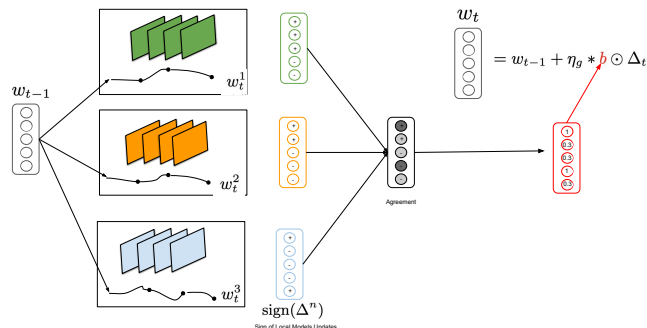 w_{t-1}
w_t^1
w_t^2
w_t^3
+
+
+
-
-
+
+
-
-
-
+
-
-
-
+
sign(Δ^n)
Sign of Local Models Updates
+
+
-
-
-
Agreement
w_t
= w_{t-1} + η_g * b ⊙ Δ_t
1
0.3
0.3
1
0.3